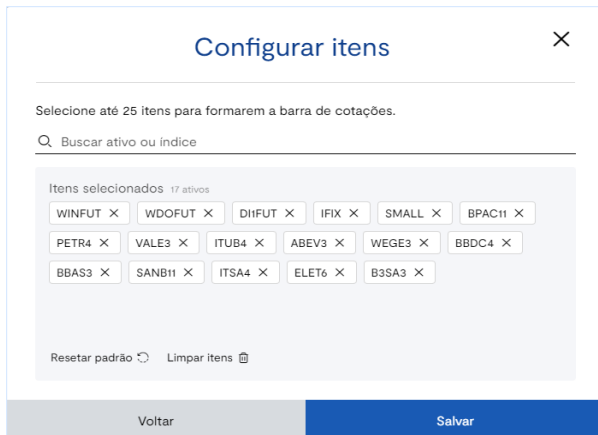 Configurar itens
Selecione até 25 itens para formarem a barra de cotações.
Buscar ativo ou índice
Itens selecionados 17 ativos
WINFUT WDOFUT DI1FUT IFIX SMALL BPAC11
PETR4 VALE3 ITUB4 ABEV3 WEGE3 BBDC4
BBAS3 SANB11 ITSA4 ELET6 B3SA3
Resetar padrão Limpar itens
Voltar Salvar